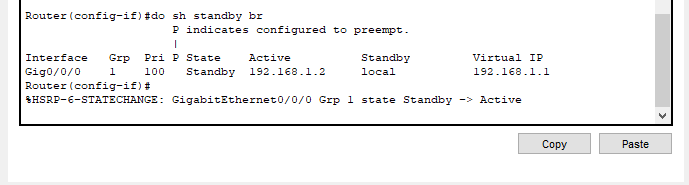 Router(config-if)#do sh standby br
P indicates configured to preempt.
|
Interface Grp Pri P State Active Standby Virtual IP
Gig0/0/0 1 100 Standby 192.168.1.2 local 192.168.1.1
Router(config-if)#
%HSRP-6-STATECHANGE: GigabitEthernet0/0/0 Grp 1 state Standby -> Active
Copy Paste